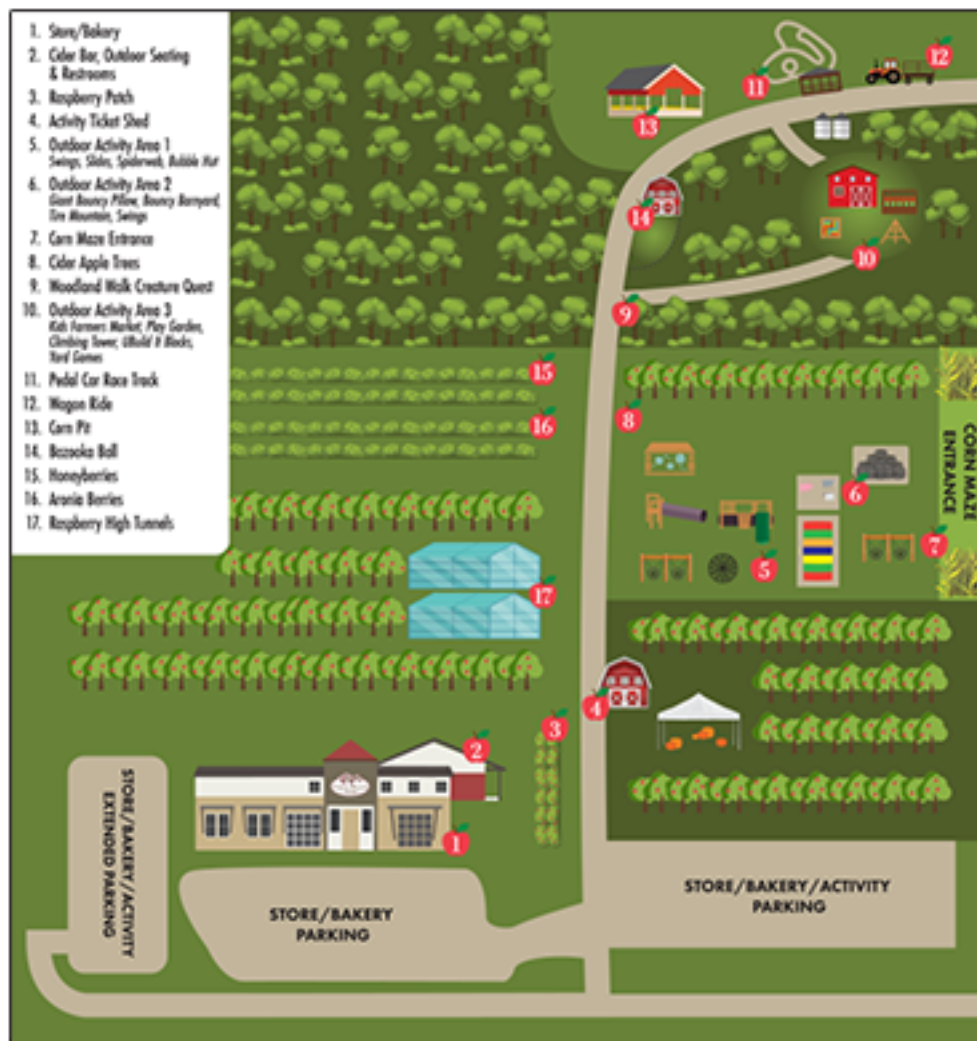 1. Store/Bakery
2. Cider Bar, Outdoor Seating
& Restrooms
3. Raspberry Patch
4. Activity Ticket Shed
5. Outdoor Activity Area 1
Swings, Slides, Spiderweb, Bubble Hut
6. Outdoor Activity Area 2
Giant Bouncy Pillow, Bouncy Barnyard,
Tire Mountain, Swings
7. Corn Maze Entrance
8. Cider Apple Trees
9. Woodland Walk Creature Quest
10. Outdoor Activity Area 3
Kids Farmers Market, Play Garden,
Climbing Tower, UBuild It Blocks,
Yard Games
11. Pedal Car Race Track
12. Wagon Ride
13. Corn Pit
14. Bazooka Ball
15. Honeyberries
16. Aronia Berries
17. Raspberry High Tunnels
12
11
13
14
10
9
15
8
16
CORN MAZE
ENTRANCE
6
7
5
17
4
3
2
1
STORE/BAKERY/ACTIVITY
EXTENDED PARKING
STORE/BAKERY
PARKING
STORE/BAKERY/ACTIVITY
PARKING